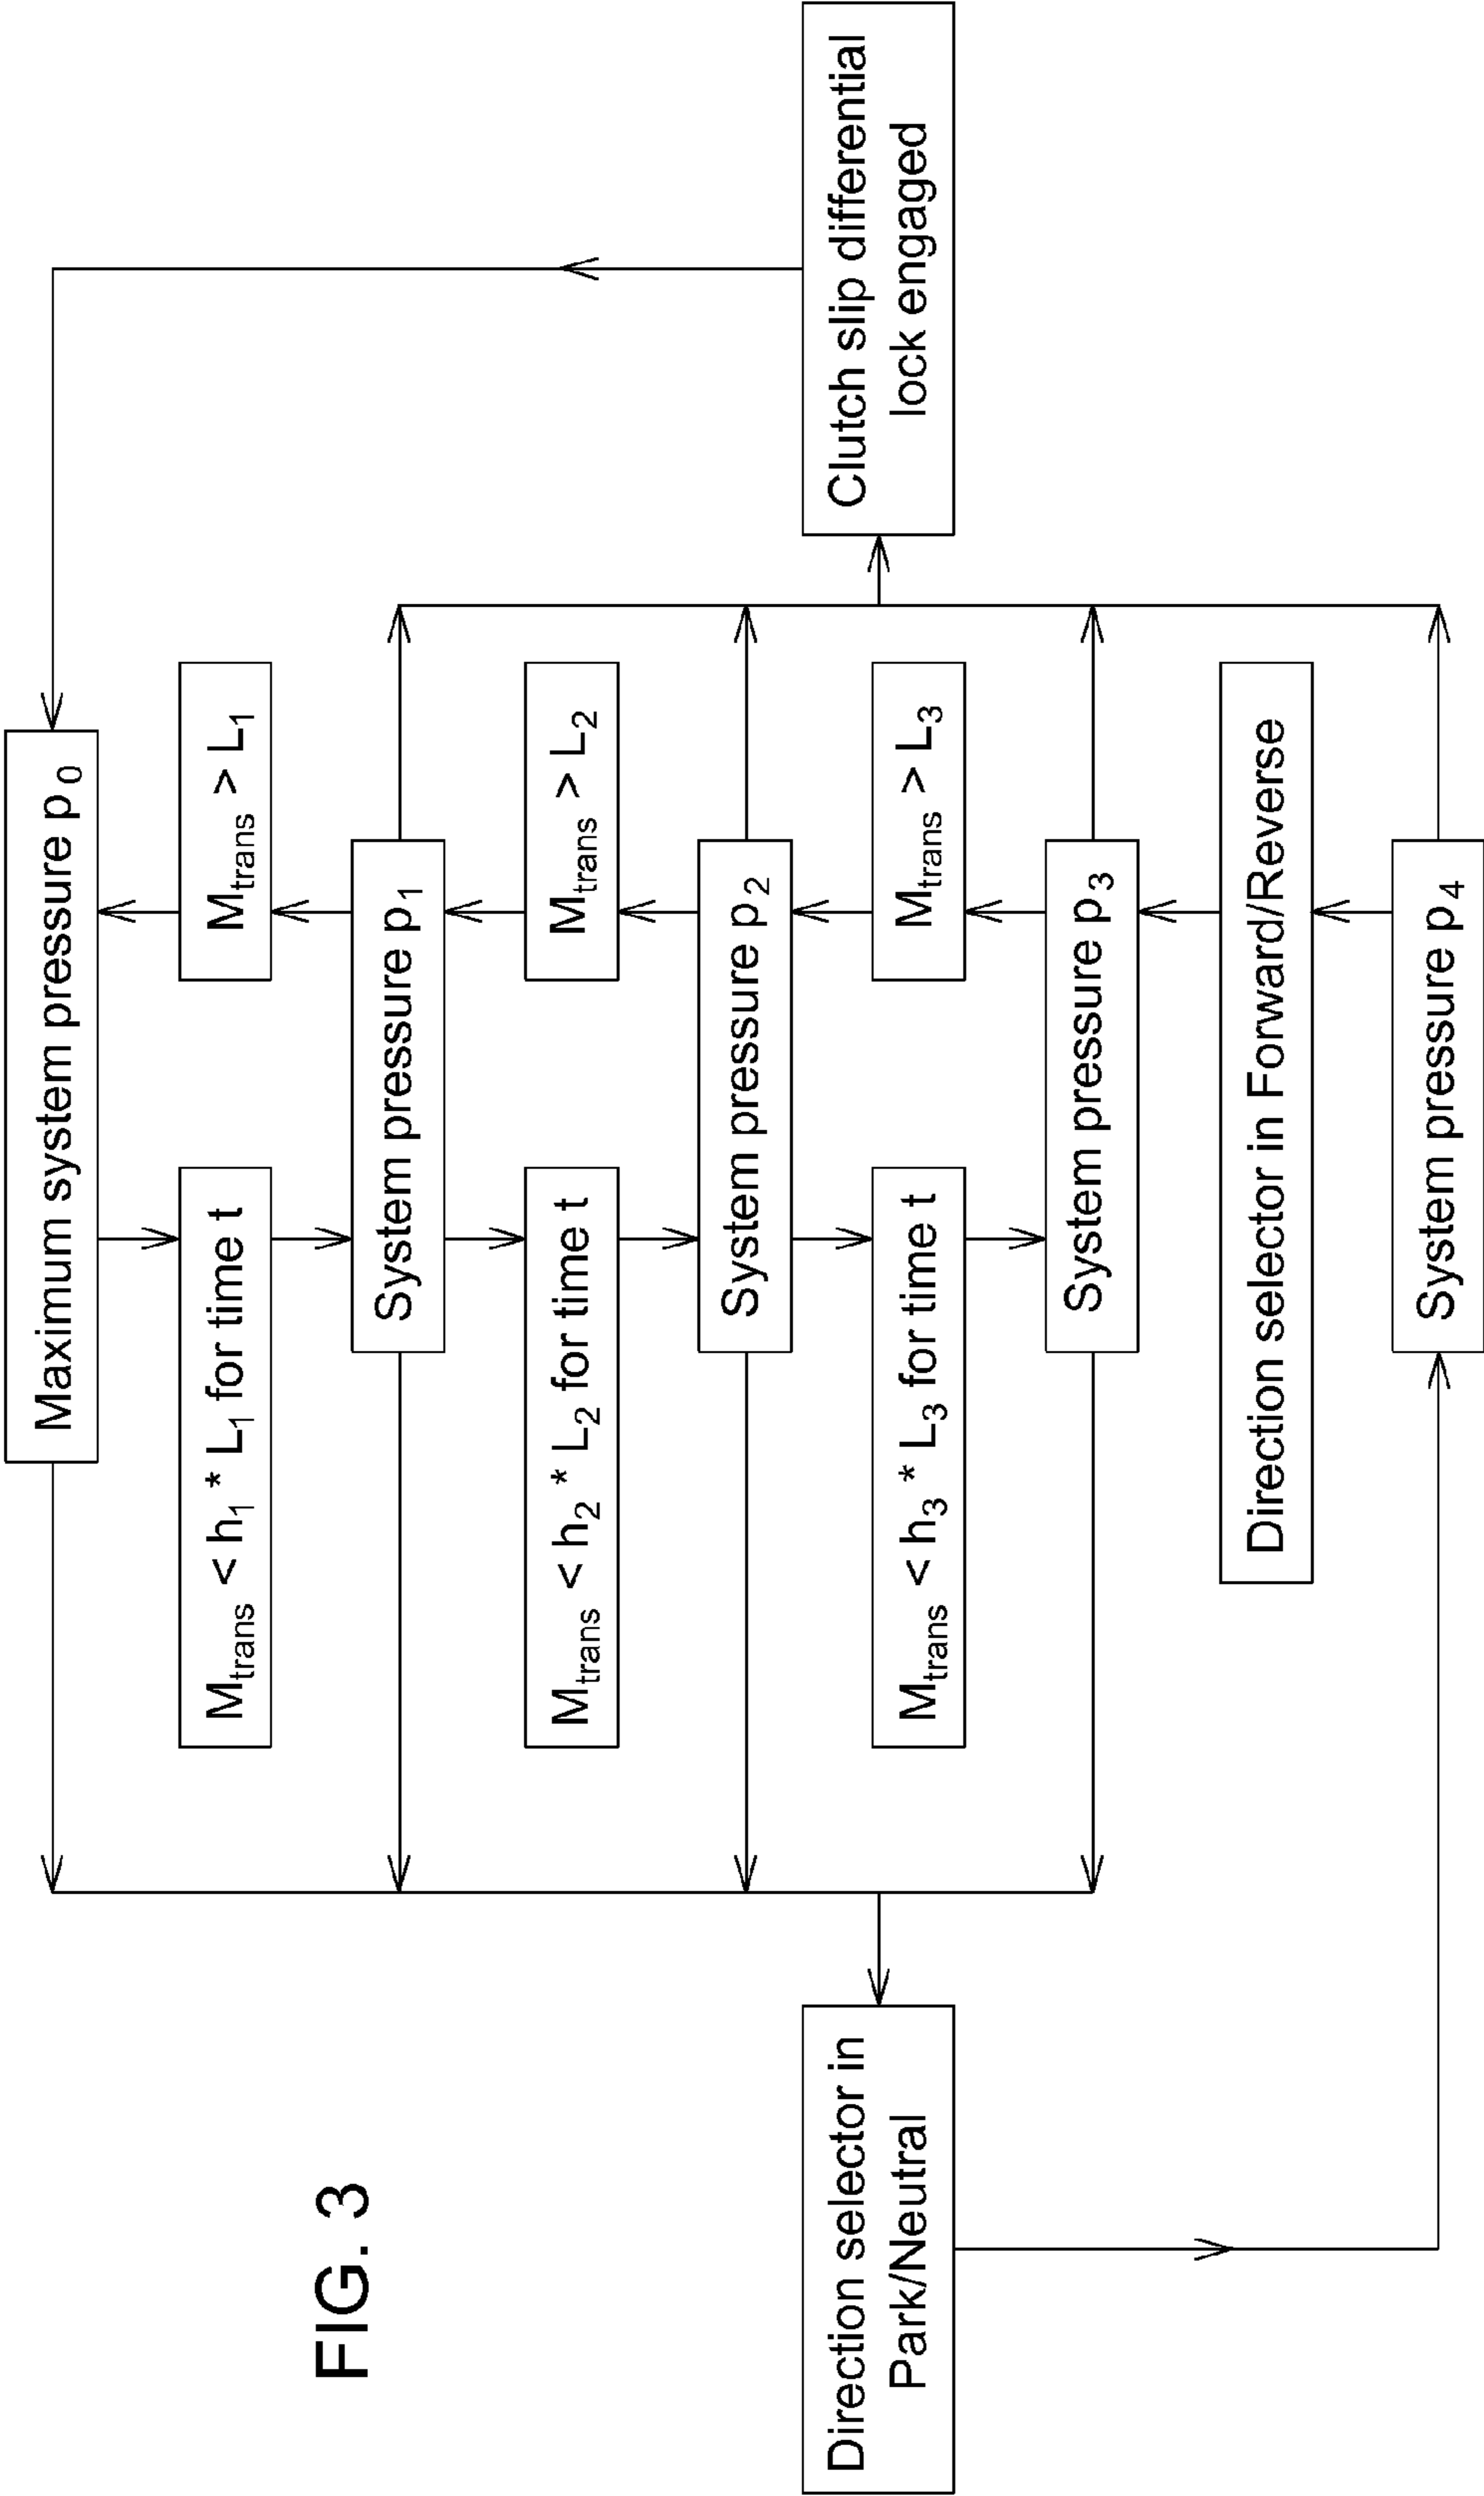 FIG. 3
Maximum system pressure p0
Mtrans < h1 * L1 for time t
Mtrans > L1
System pressure p1
Mtrans < h2 * L2 for time t
Mtrans > L2
System pressure p2
Direction selector in
Park/Neutral
Clutch slip differential
lock engaged
Mtrans < h3 * L3 for time t
Mtrans > L3
System pressure p3
Direction selector in Forward/Reverse
System pressure p4